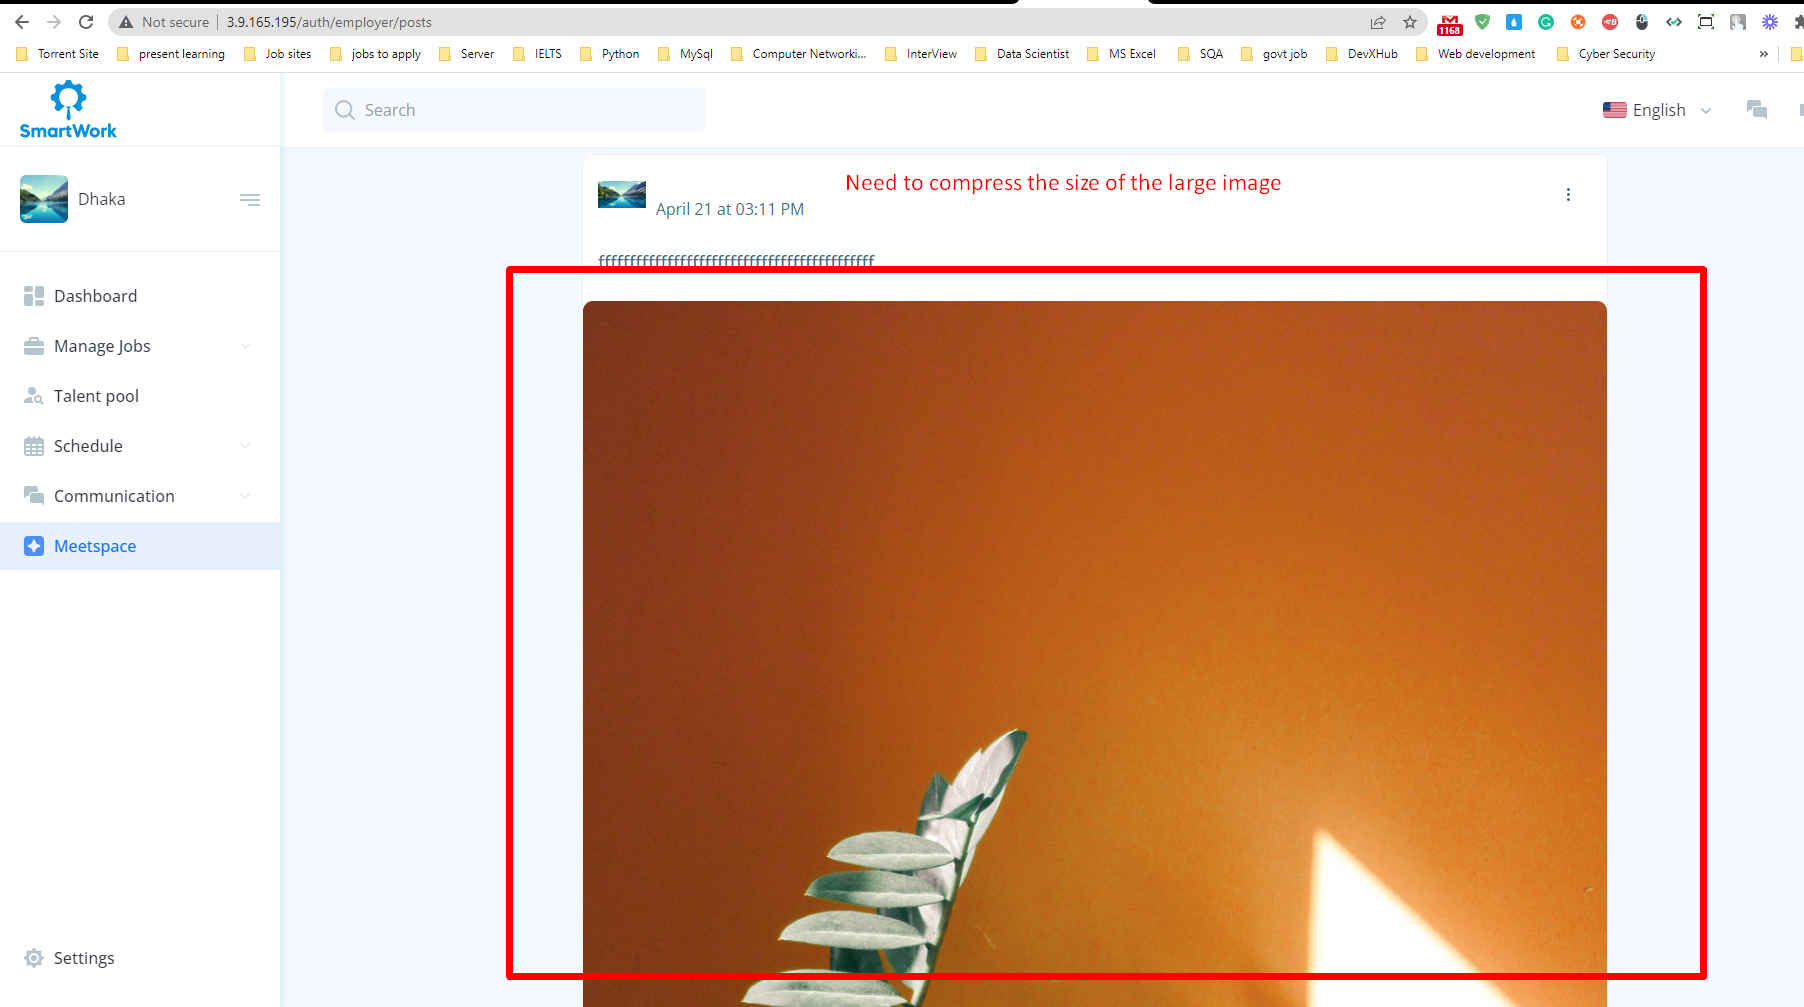 Not secure
3.9.165.195/auth/employer/posts
1168
Torrent Site
present learning
Job sites
jobs to apply
Server
IELTS
Python
MySql
Computer Networki...
InterView
Data Scientist
MS Excel
SQA
govt job
DevXHub
Web development
Cyber Security
»
SmartWork
Search
English
Dhaka
Need to compress the size of the large image
April 21 at 03:11 PM
Dashboard
Manage Jobs
Talent pool
Schedule
Communication
Meetspace
Settings